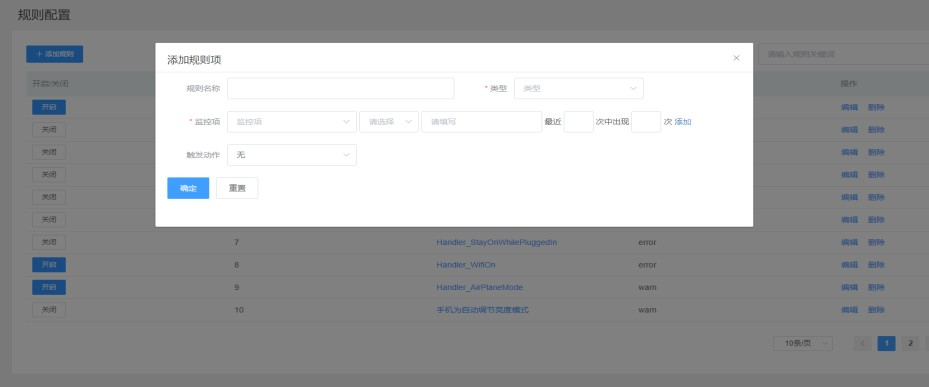 规则配置
+ 添加规则
请输入规则关键词
添加规则项
×
开启/关闭
操作
规则名称
* 类型 类型
开启 编辑 删除
* 监控项 监控项 请选择 请填写 最近 次中出现 次 添加
关闭 编辑 删除
触发动作 无
关闭 编辑 删除
关闭 编辑 删除
确定 重置
关闭 编辑 删除
关闭 编辑 删除
关闭 7 Handler_StayOnWhilePluggedIn error 编辑 删除
开启 8 Handler_WifiOn error 编辑 删除
开启 9 Handler_AirPlaneMode warn 编辑 删除
关闭 10 手机为自动调节亮度模式 warn 编辑 删除
10条/页 < 1 2